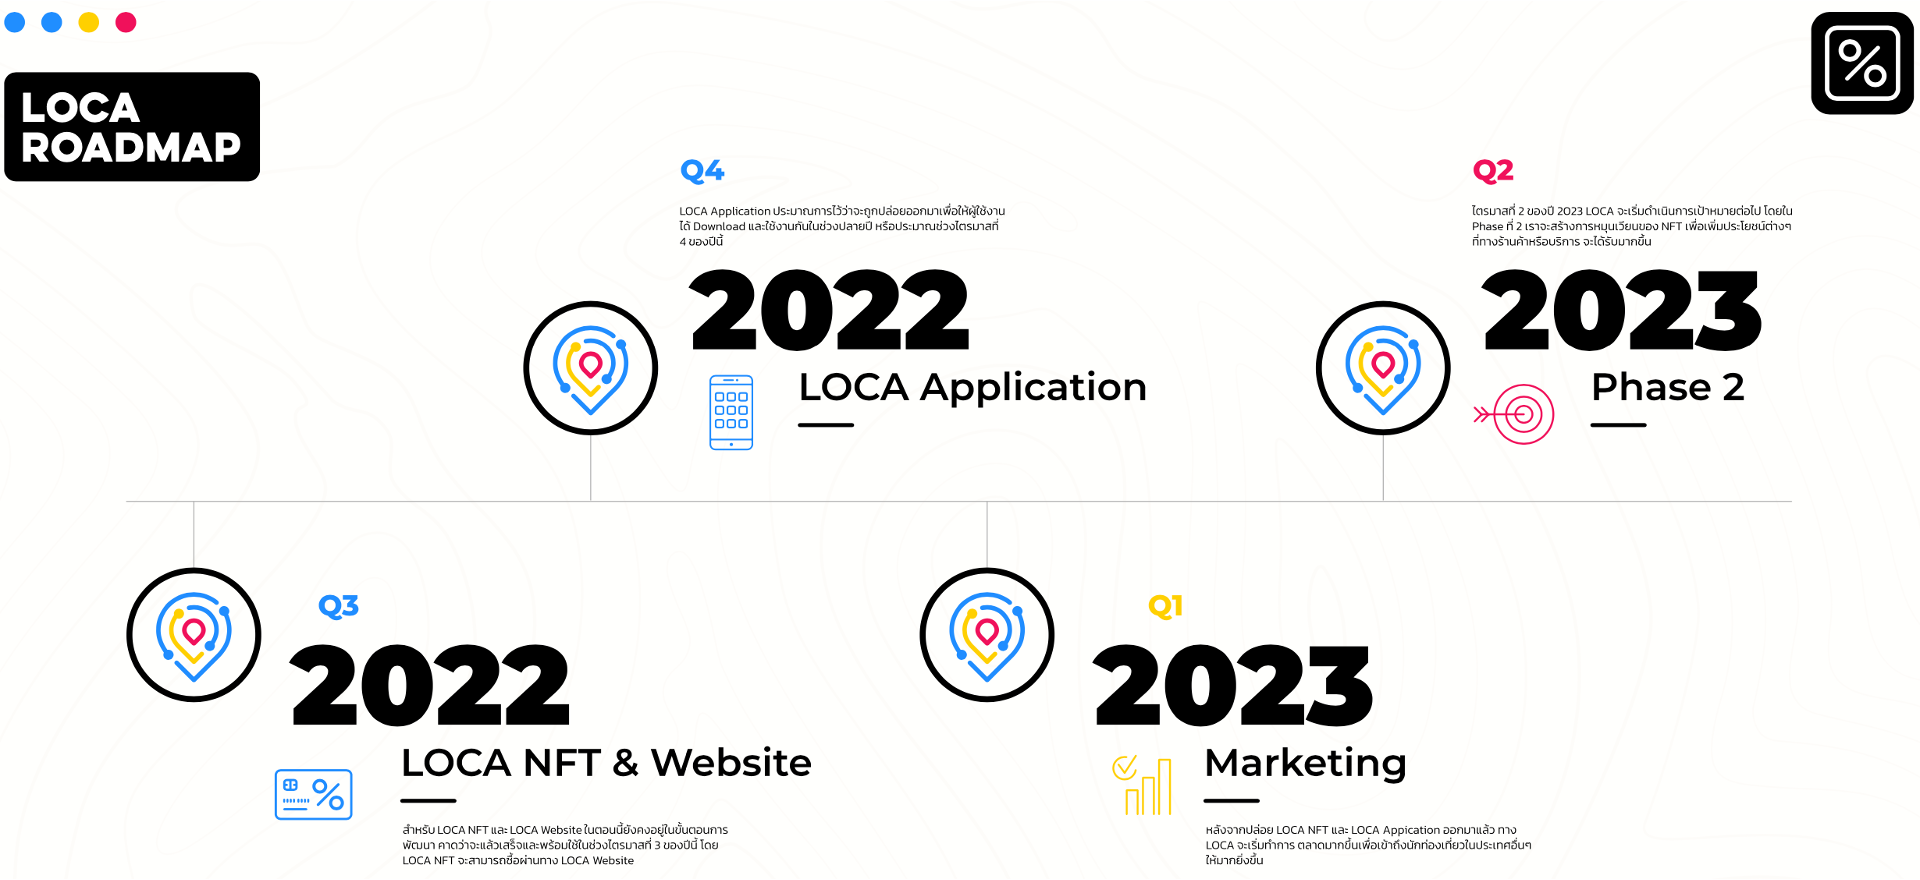 LOCA
ROADMAP
Q4
LOCA Application ประมาณการไว้ว่าจะถูกปล่อยออกมาเพื่อให้ผู้ใช้งาน
ได้ Download และใช้งานกันในช่วงปลายปี หรือประมาณช่วงไตรมาสที่
4 ของปีนี้
2022
LOCA Application
Q2
ไตรมาสที่ 2 ของปี 2023 LOCA จะเริ่มดำเนินการเป้าหมายต่อไป โดยใน
Phase ที่ 2 เราจะสร้างการหมุนเวียนของ NFT เพื่อเพิ่มประโยชน์ต่างๆ
ที่ทางร้านค้าหรือบริการ จะได้รับมากขึ้น
2023
Phase 2
Q3
2022
LOCA NFT & Website
สำหรับ LOCA NFT และ LOCA Website ในตอนนี้ยังคงอยู่ในขั้นตอนการ
พัฒนา คาดว่าจะแล้วเสร็จและพร้อมใช้ในช่วงไตรมาสที่ 3 ของปีนี้ โดย
LOCA NFT จะสามารถซื้อผ่านทาง LOCA Website
Q1
2023
Marketing
หลังจากปล่อย LOCA NFT และ LOCA Appication ออกมาแล้ว ทาง
LOCA จะเริ่มทำการ ตลาดมากขึ้นเพื่อเข้าถึงนักท่องเที่ยวในประเทศอื่นๆ
ให้มากยิ่งขึ้น